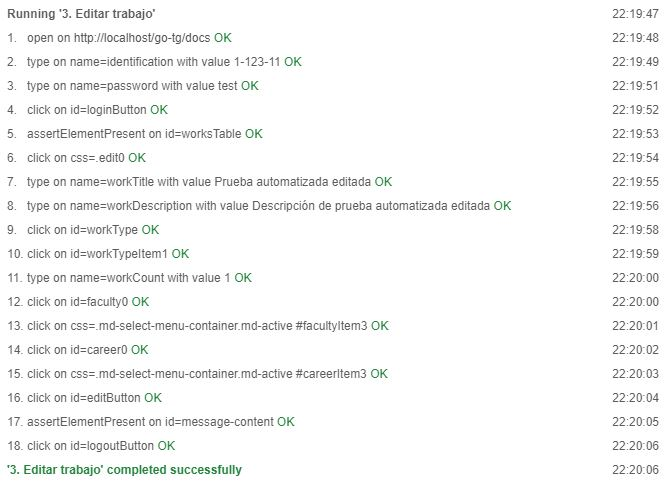 Running '3. Editar trabajo' 22:19:47
1. open on http://localhost/go-tg/docs OK 22:19:48
2. type on name=identification with value 1-123-11 OK 22:19:49
3. type on name=password with value test OK 22:19:51
4. click on id=loginButton OK 22:19:52
5. assertElementPresent on id=worksTable OK 22:19:53
6. click on css=.edit0 OK 22:19:54
7. type on name=workTitle with value Prueba automatizada editada OK 22:19:55
8. type on name=workDescription with value Descripción de prueba automatizada editada OK 22:19:56
9. click on id=workType OK 22:19:58
10. click on id=workTypeItem1 OK 22:19:59
11. type on name=workCount with value 1 OK 22:20:00
12. click on id=faculty0 OK 22:20:00
13. click on css=.md-select-menu-container.md-active #facultyItem3 OK 22:20:01
14. click on id=career0 OK 22:20:02
15. click on css=.md-select-menu-container.md-active #careerItem3 OK 22:20:03
16. click on id=editButton OK 22:20:04
17. assertElementPresent on id=message-content OK 22:20:05
18. click on id=logoutButton OK 22:20:06
'3. Editar trabajo' completed successfully 22:20:06